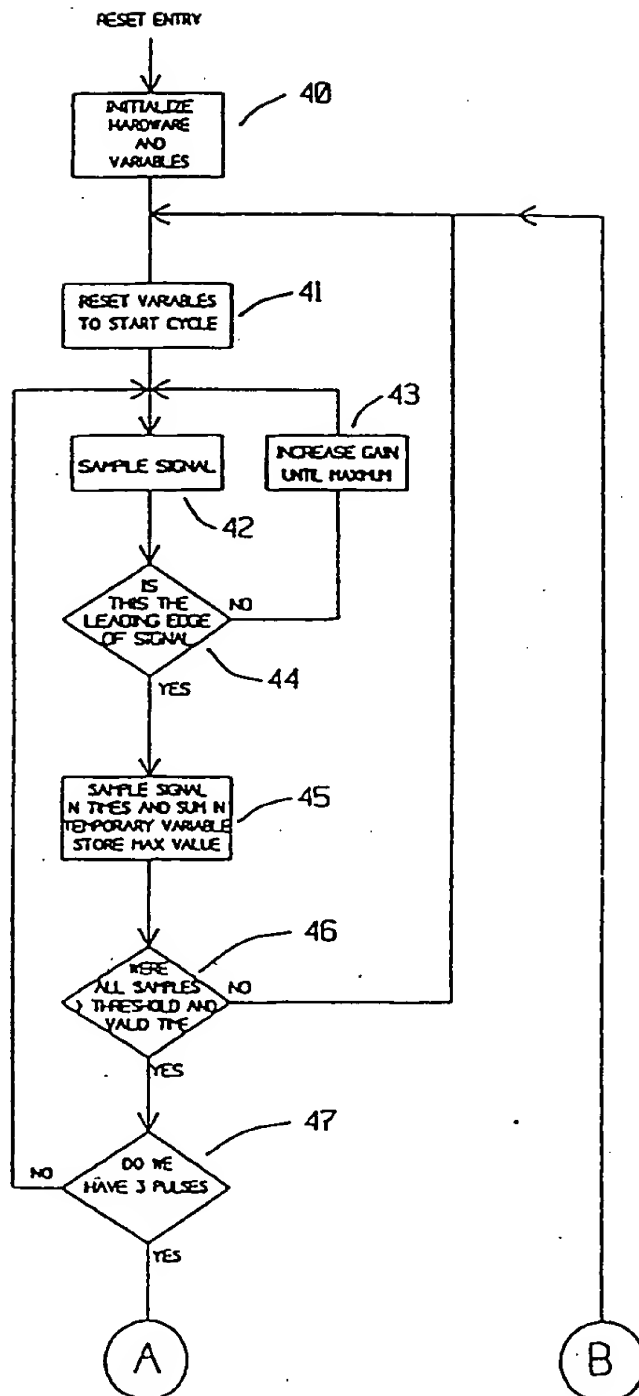 RESET ENTRY
INITIALIZE
HARDWARE
AND
VARIABLES
40
RESET VARIABLES
TO START CYCLE
41
43
INCREASE GAIN
UNTIL MAXIMUM
SAMPLE SIGNAL
42
IS
THIS THE
LEADING EDGE
OF SIGNAL
NO
44
YES
SAMPLE SIGNAL
N TIMES AND SUM IN
TEMPORARY VARIABLE
STORE MAX VALUE
45
46
WERE
ALL SAMPLES
> THRESHOLD AND
VALID TIME
NO
YES
47
DO WE
HAVE 3 PULSES
NO
YES
A
B